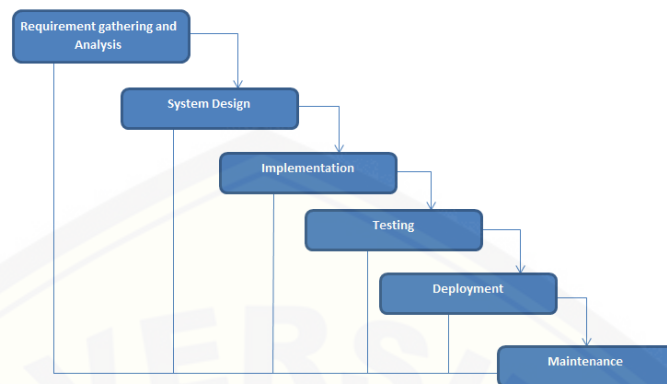 Requirement gathering and
Analysis
System Design
Implementation
Testing
Deployment
Maintenance